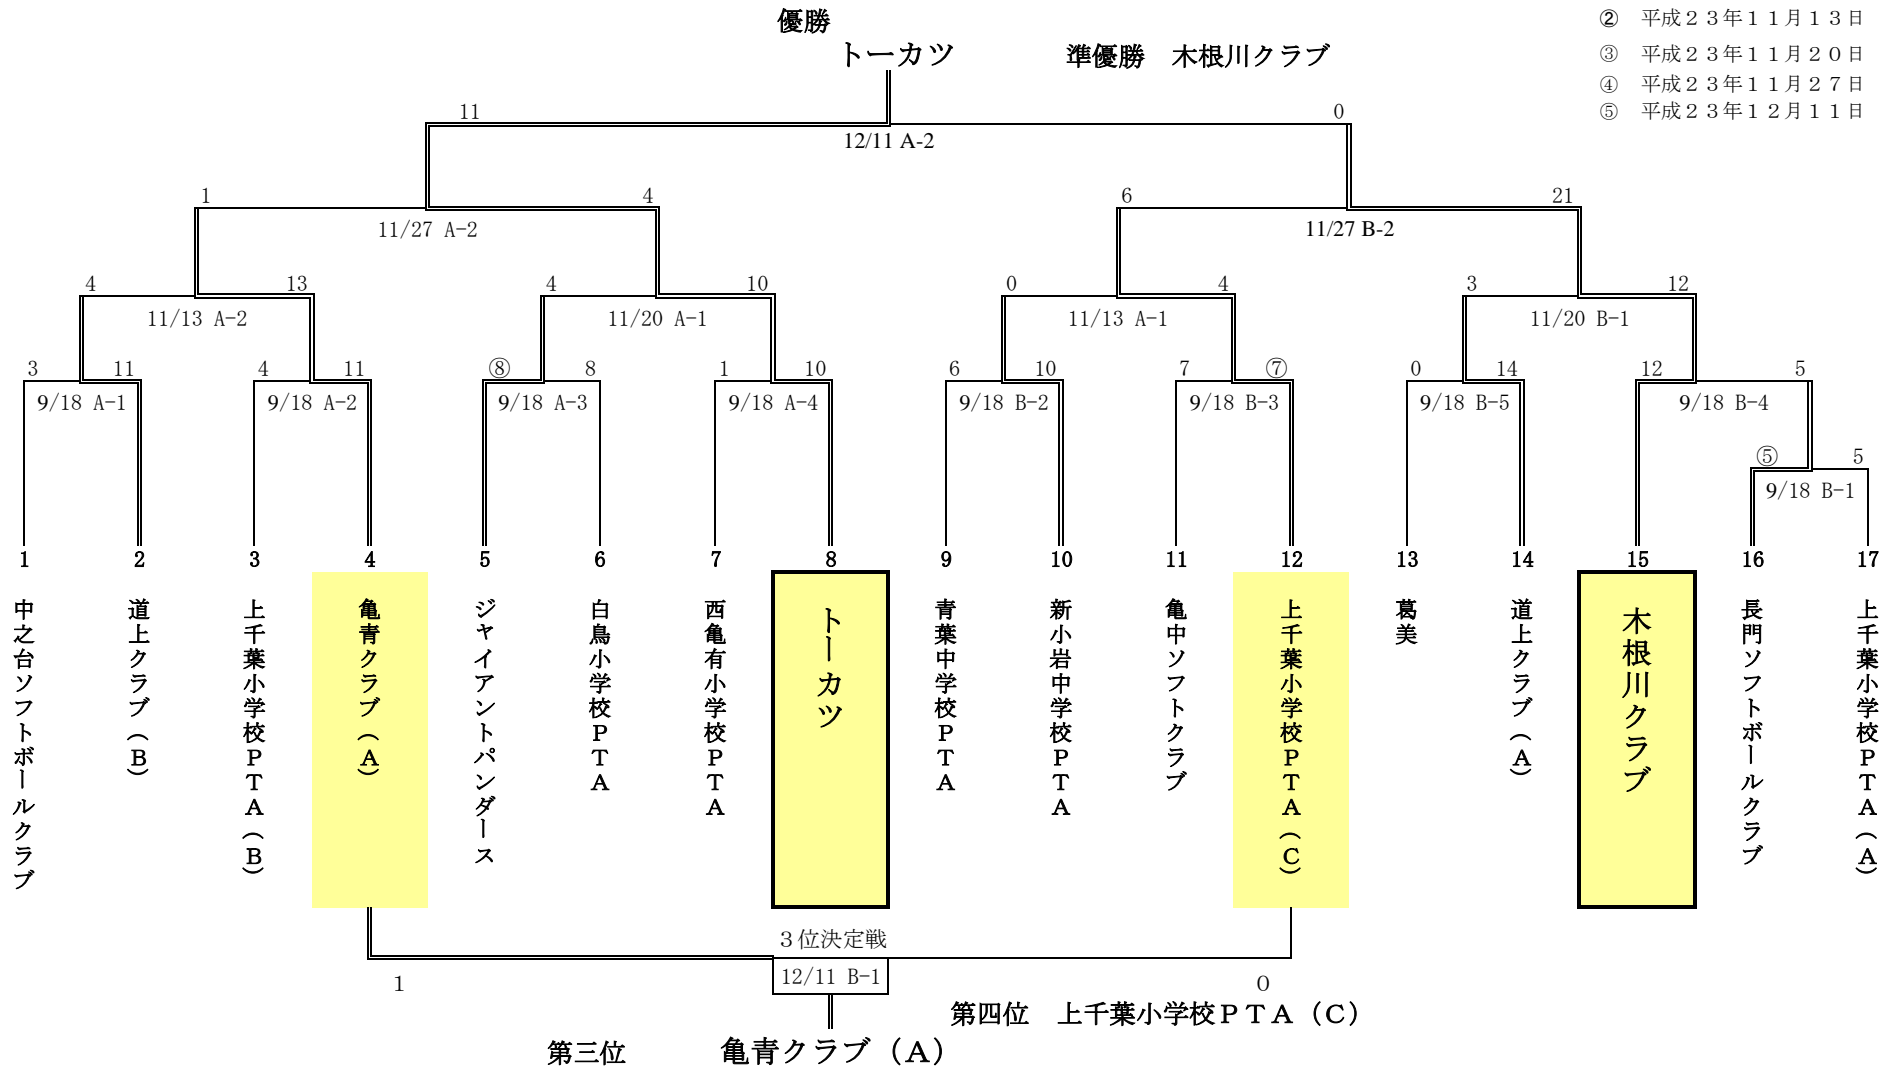 優勝
トーカツ
準優勝　木根川クラブ
②　平成２３年１１月１３日
③　平成２３年１１月２０日
④　平成２３年１１月２７日
⑤　平成２３年１２月１１日
11
0
12/11 A-2
1
4
6
21
11/27 A-2
11/27 B-2
4
13
4
10
0
4
3
12
11/13 A-2
11/20 A-1
11/13 A-1
11/20 B-1
3
11
4
11
⑧
8
1
10
6
10
7
⑦
0
14
12
5
9/18 A-1
9/18 A-2
9/18 A-3
9/18 A-4
9/18 B-2
9/18 B-3
9/18 B-5
9/18 B-4
⑤
5
9/18 B-1
1
2
3
4
5
6
7
8
9
10
11
12
13
14
15
16
17
中之台ソフトボールクラブ
道上クラブ（Ｂ）
上千葉小学校ＰＴＡ（Ｂ）
亀青クラブ（Ａ）
ジャイアントパンダース
白鳥小学校ＰＴＡ
西亀有小学校ＰＴＡ
トーカツ
青葉中学校ＰＴＡ
新小岩中学校ＰＴＡ
亀中ソフトクラブ
上千葉小学校ＰＴＡ（Ｃ）
葛美
道上クラブ（Ａ）
木根川クラブ
長門ソフトボールクラブ
上千葉小学校ＰＴＡ（Ａ）
３位決定戦
12/11 B-1
1
0
第四位　上千葉小学校ＰＴＡ（Ｃ）
第三位
亀青クラブ（Ａ）